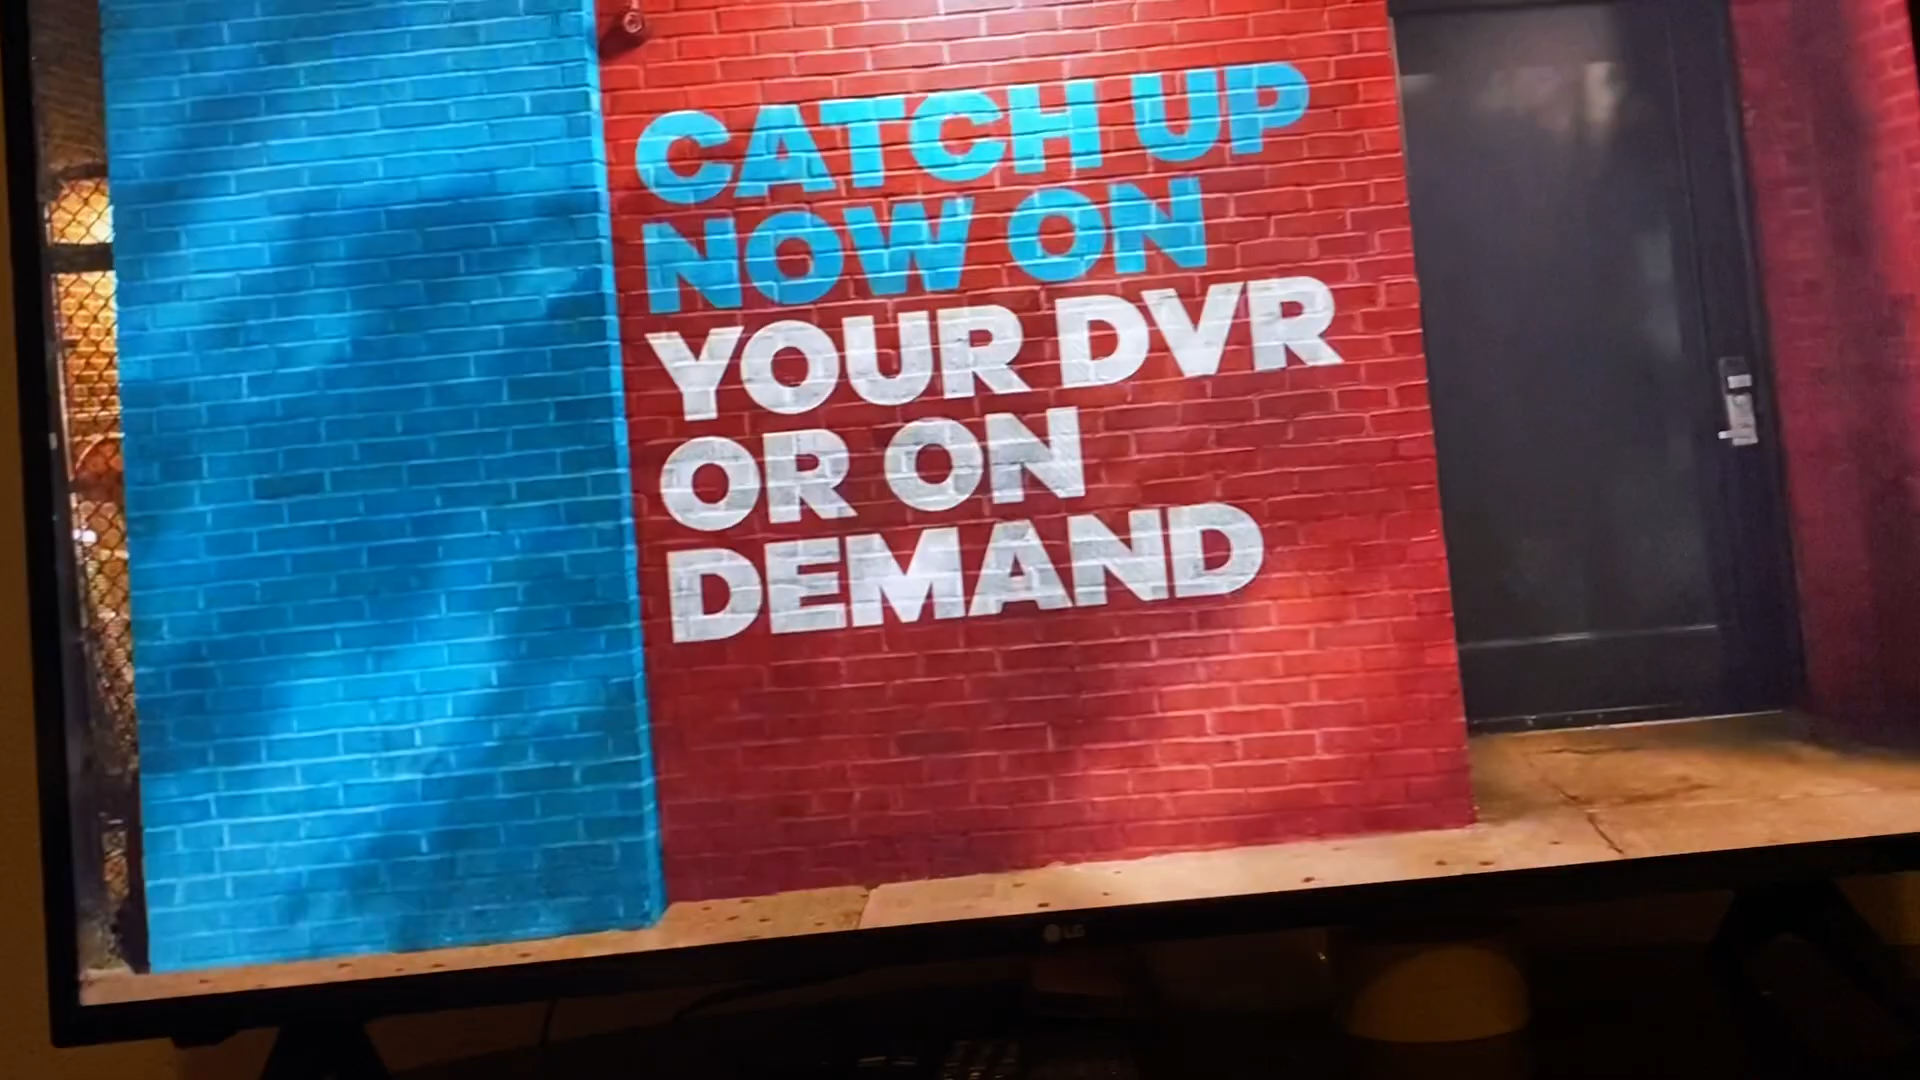 CATCH UP
NOW ON
YOUR DVR
OR ON
DEMAND
LG